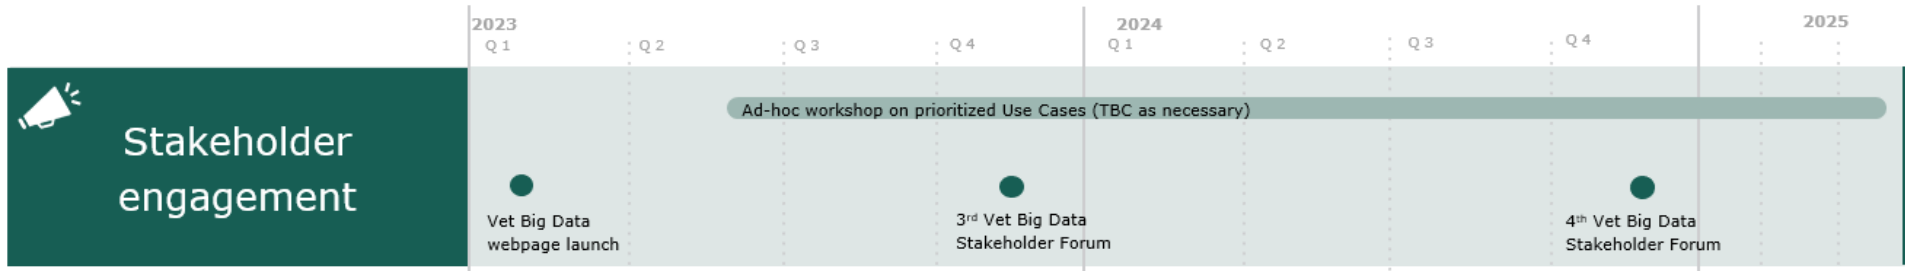 2023
2024
2025
Q 1
Q 2
Q 3
Q 4
Q 1
Q 2
Q 3
Q 4
Stakeholder
engagement
Ad-hoc workshop on prioritized Use Cases (TBC as necessary)
Vet Big Data
webpage launch
3rd Vet Big Data
Stakeholder Forum
4th Vet Big Data
Stakeholder Forum